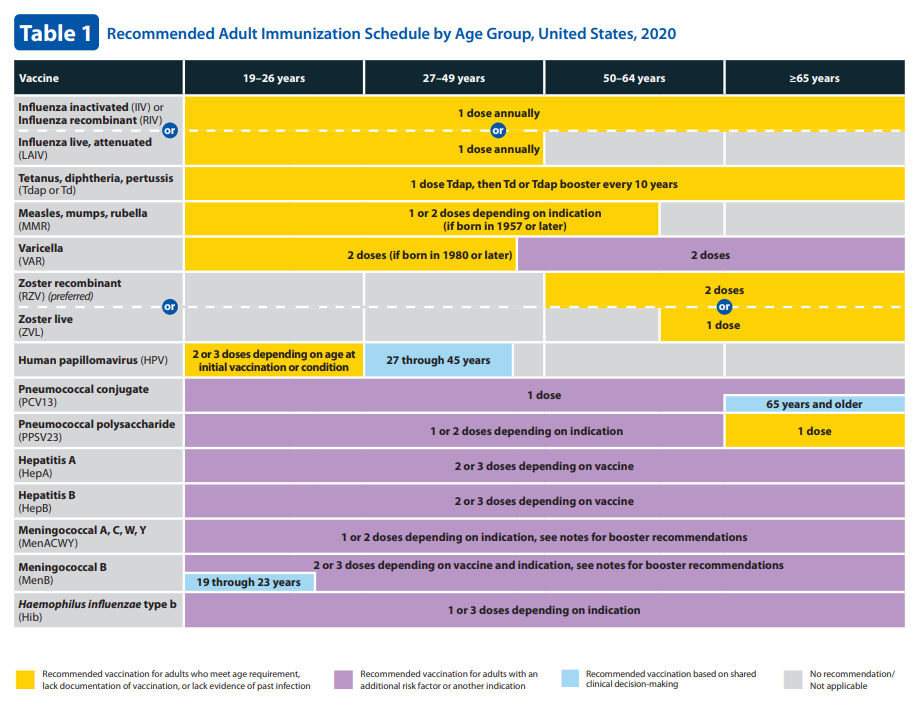 Table 1 Recommended Adult Immunization Schedule by Age Group, United States, 2020
Vaccine 19–26 years 27–49 years 50–64 years ≥65 years
Influenza inactivated (IIV) or
Influenza recombinant (RIV)
1 dose annually
or or
Influenza live, attenuated
(LAIV)
1 dose annually
Tetanus, diphtheria, pertussis
(Tdap or Td)
1 dose Tdap, then Td or Tdap booster every 10 years
Measles, mumps, rubella
(MMR)
1 or 2 doses depending on indication
(if born in 1957 or later)
Varicella
(VAR)
2 doses (if born in 1980 or later) 2 doses
Zoster recombinant
(RZV) (preferred)
2 doses
or or
Zoster live
(ZVL)
1 dose
Human papillomavirus (HPV)
2 or 3 doses depending on age at
initial vaccination or condition
27 through 45 years
Pneumococcal conjugate
(PCV13)
1 dose
65 years and older
Pneumococcal polysaccharide
(PPSV23)
1 or 2 doses depending on indication 1 dose
Hepatitis A
(HepA)
2 or 3 doses depending on vaccine
Hepatitis B
(HepB)
2 or 3 doses depending on vaccine
Meningococcal A, C, W, Y
(MenACWY)
1 or 2 doses depending on indication, see notes for booster recommendations
Meningococcal B
(MenB)
2 or 3 doses depending on vaccine and indication, see notes for booster recommendations
19 through 23 years
Haemophilus influenzae type b
(Hib)
1 or 3 doses depending on indication
Recommended vaccination for adults who meet age requirement,
lack documentation of vaccination, or lack evidence of past infection
Recommended vaccination for adults with an
additional risk factor or another indication
Recommended vaccination based on shared
clinical decision-making
No recommendation/
Not applicable